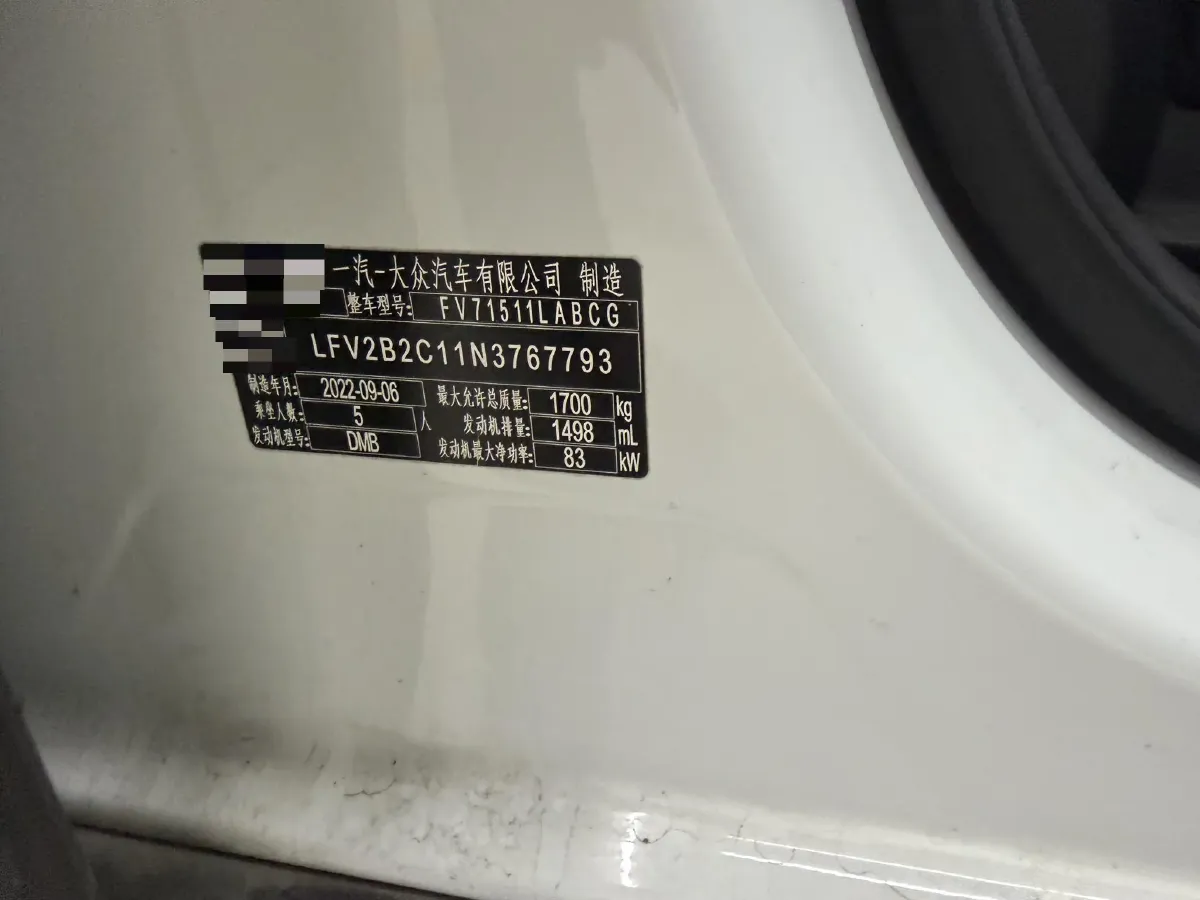 一汽-大众汽车有限公司 制造
整车型号: FV71511LABCG
LFV2B2C11N3767793
制造年月: 2022-09-06 最大允许总质量: 1700 kg
乘坐人数: 5 人 发动机排量: 1498 mL
发动机型号: DMB 发动机最大净功率: 83 kW